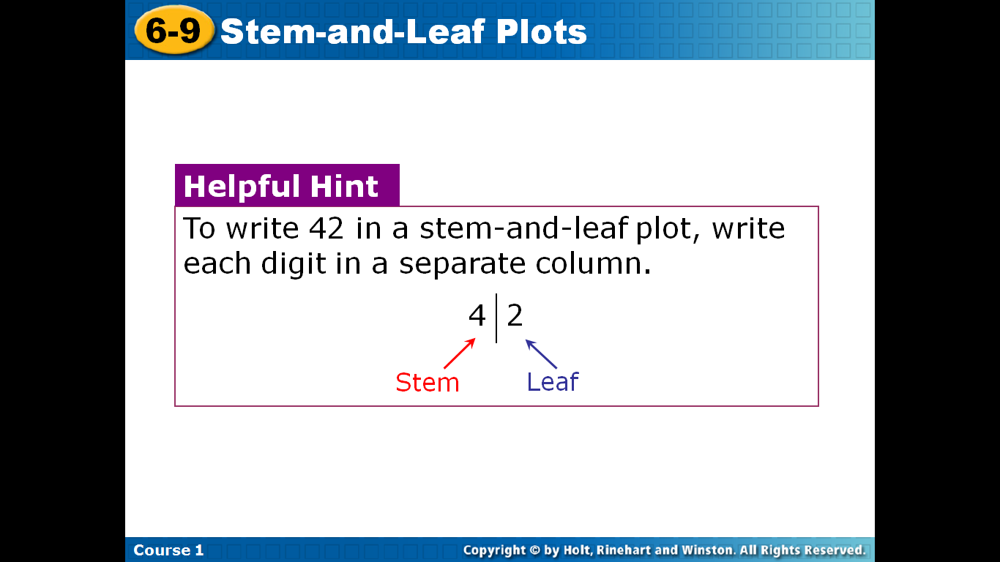 6-9 Stem-and-Leaf Plots
Helpful Hint
To write 42 in a stem-and-leaf plot, write
each digit in a separate column.
4 2
Stem Leaf
Course 1 Copyright © by Holt, Rinehart and Winston. All Rights Reserved.